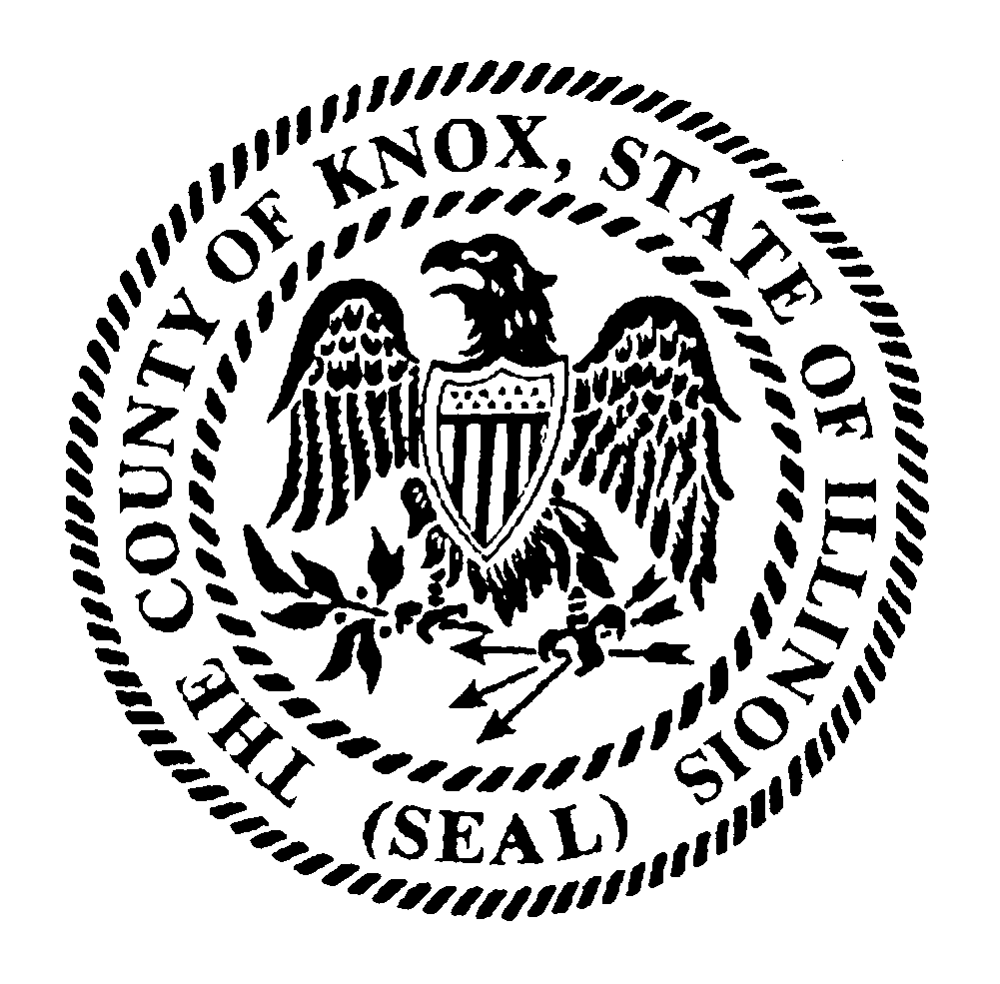 THE COUNTY OF KNOX, STATE OF ILLINOIS
(SEAL)